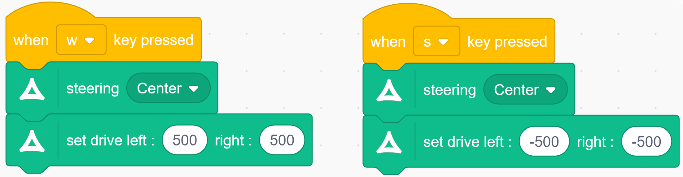 when w key pressed
steering Center
set drive left : 500 right : 500
when s key pressed
steering Center
set drive left : -500 right : -500